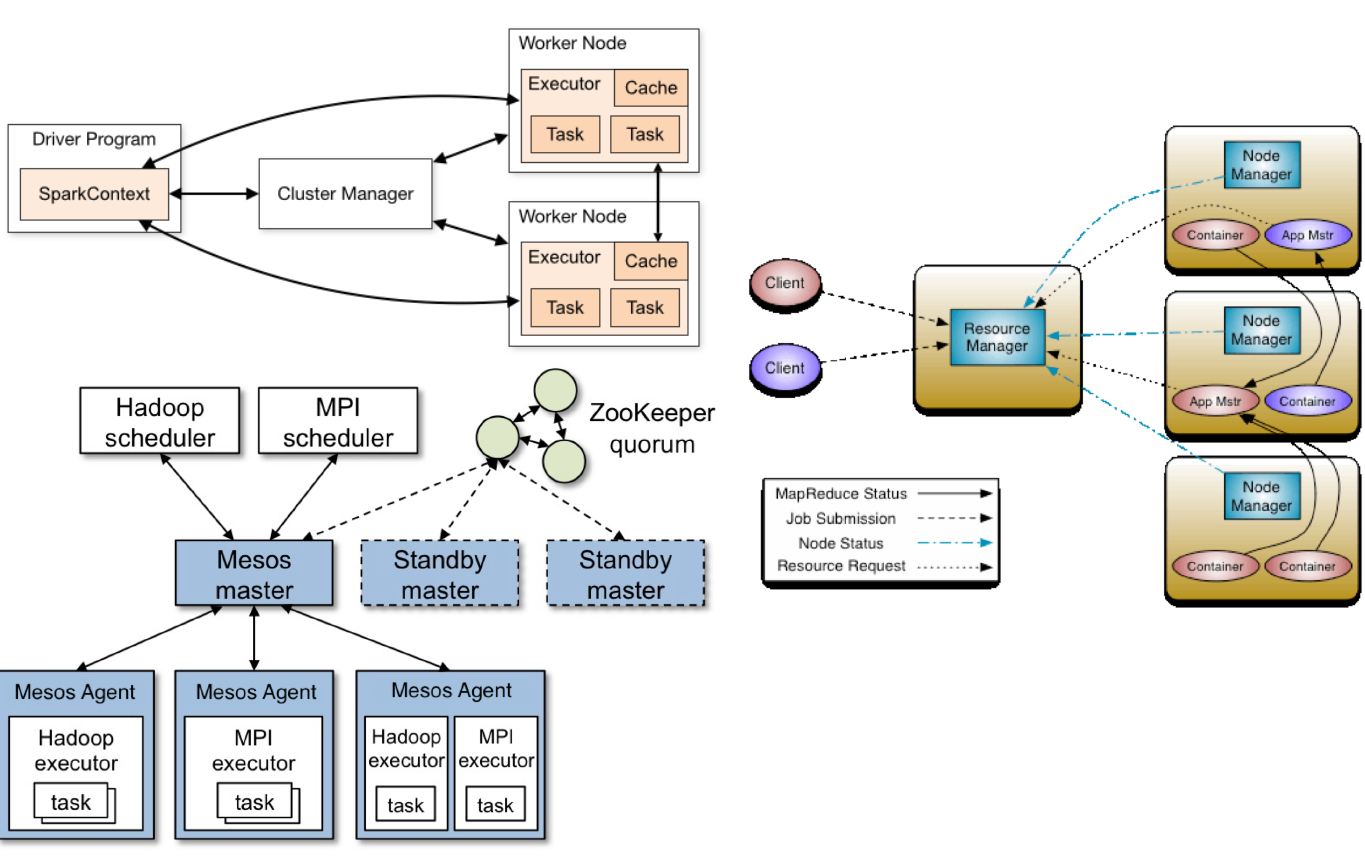 Driver Program
SparkContext
Cluster Manager
Worker Node
Executor
Cache
Task
Task
Worker Node
Executor
Cache
Task
Task
Hadoop
scheduler
MPI
scheduler
ZooKeeper
quorum
Mesos
master
Standby
master
Standby
master
Mesos Agent
Hadoop
executor
task
Mesos Agent
MPI
executor
task
Mesos Agent
Hadoop
executor
task
MPI
executor
task
Client
Client
Resource
Manager
Node
Manager
Container
App Mstr
Node
Manager
App Mstr
Container
Node
Manager
Container
Container
MapReduce Status
Job Submission
Node Status
Resource Request